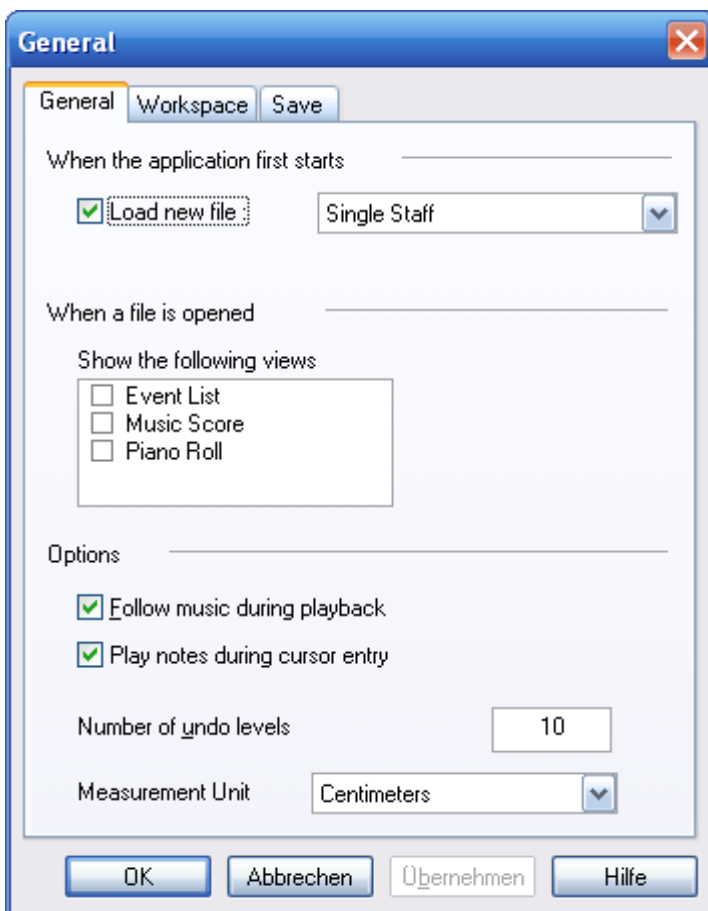 General
General Workspace Save
When the application first starts
Load new file : Single Staff
When a file is opened
Show the following views
Event List
Music Score
Piano Roll
Options
Follow music during playback
Play notes during cursor entry
Number of undo levels 10
Measurement Unit Centimeters
OK Abbrechen Übernehmen Hilfe